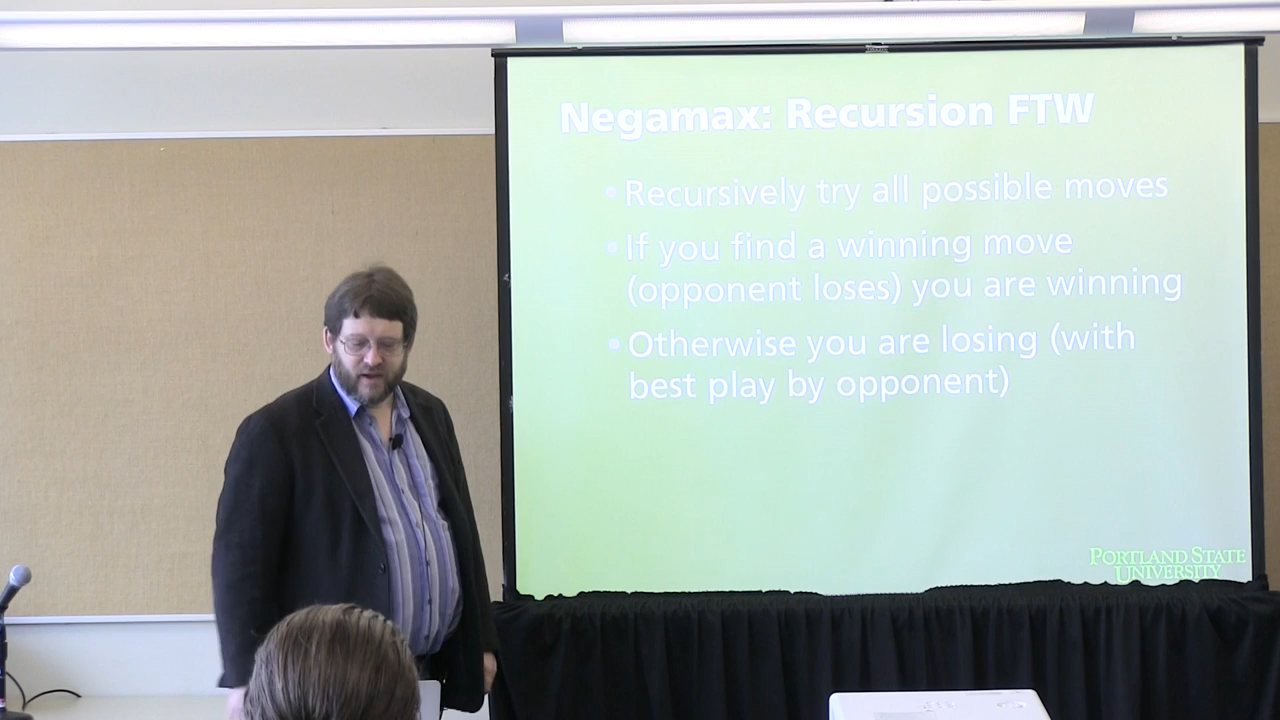 Negamax: Recursion FTW
• Recursively try all possible moves
• If you find a winning move
(opponent loses) you are winning
• Otherwise you are losing (with
best play by opponent)
PORTLAND STATE
UNIVERSITY